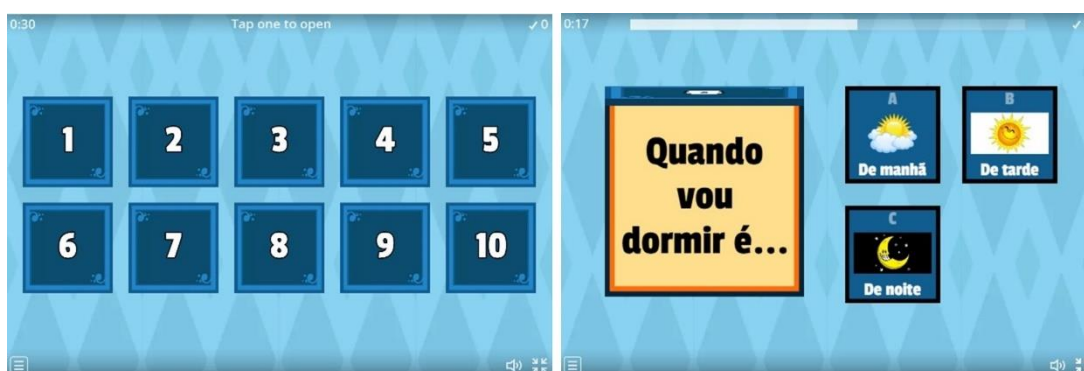 0:30
Tap one to open
✓ 0
1 2 3 4 5
6 7 8 9 10
0:17
✓
Quando
vou
dormir é...
A
De manhã
B
De tarde
C
De noite